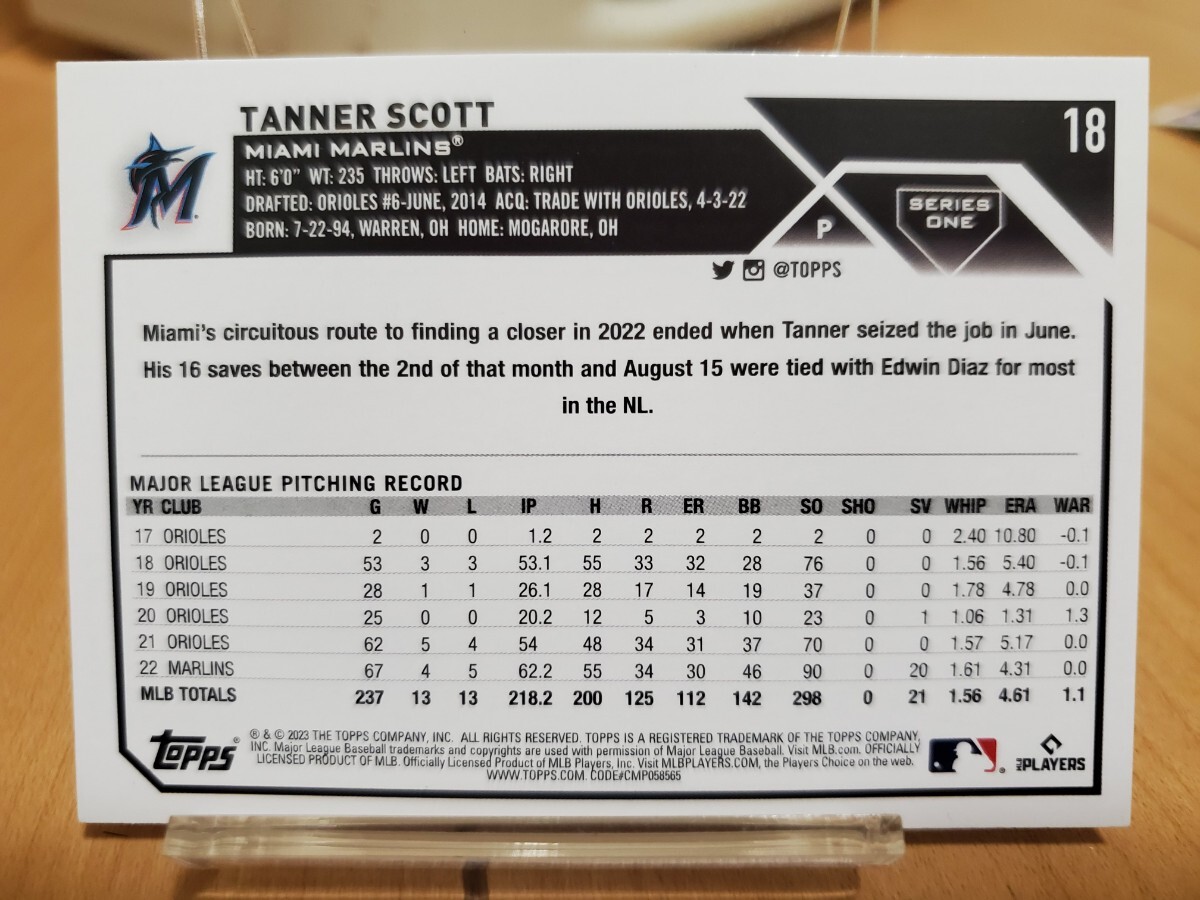 TANNER SCOTT
18
MIAMI MARLINS®
HT: 6'0" WT: 235 THROWS: LEFT BATS: RIGHT
DRAFTED: ORIOLES #6-JUNE, 2014 ACQ: TRADE WITH ORIOLES, 4-3-22
BORN: 7-22-94, WARREN, OH HOME: MOGARORE, OH
P
SERIES
ONE
M
@TOPPS
Miami's circuitous route to finding a closer in 2022 ended when Tanner seized the job in June.
His 16 saves between the 2nd of that month and August 15 were tied with Edwin Diaz for most
in the NL.
MAJOR LEAGUE PITCHING RECORD
YR CLUB G W L IP H R ER BB SO SHO SV WHIP ERA WAR
17 ORIOLES 2 0 0 1.2 2 2 2 2 2 0 0 2.40 10.80 -0.1
18 ORIOLES 53 3 3 53.1 55 33 32 28 76 0 0 1.56 5.40 -0.1
19 ORIOLES 28 1 1 26.1 28 17 14 19 37 0 0 1.78 4.78 0.0
20 ORIOLES 25 0 0 20.2 12 5 3 10 23 0 1 1.06 1.31 1.3
21 ORIOLES 62 5 4 54 48 34 31 37 70 0 0 1.57 5.17 0.0
22 MARLINS 67 4 5 62.2 55 34 30 46 90 0 20 1.61 4.31 0.0
MLB TOTALS 237 13 13 218.2 200 125 112 142 298 0 21 1.56 4.61 1.1
Topps®
® & © 2023 THE TOPPS COMPANY, INC. ALL RIGHTS RESERVED. TOPPS IS A REGISTERED TRADEMARK OF THE TOPPS COMPANY,
INC. Major League Baseball trademarks and copyrights are used with permission of Major League Baseball. Visit MLB.com. OFFICIALLY
LICENSED PRODUCT OF MLB. Officially Licensed Product of MLB Players, Inc. Visit MLBPLAYERS.COM, the Players Choice on the web.
WWW.TOPPS.COM. CODE#CMP058565
MLB PLAYERS